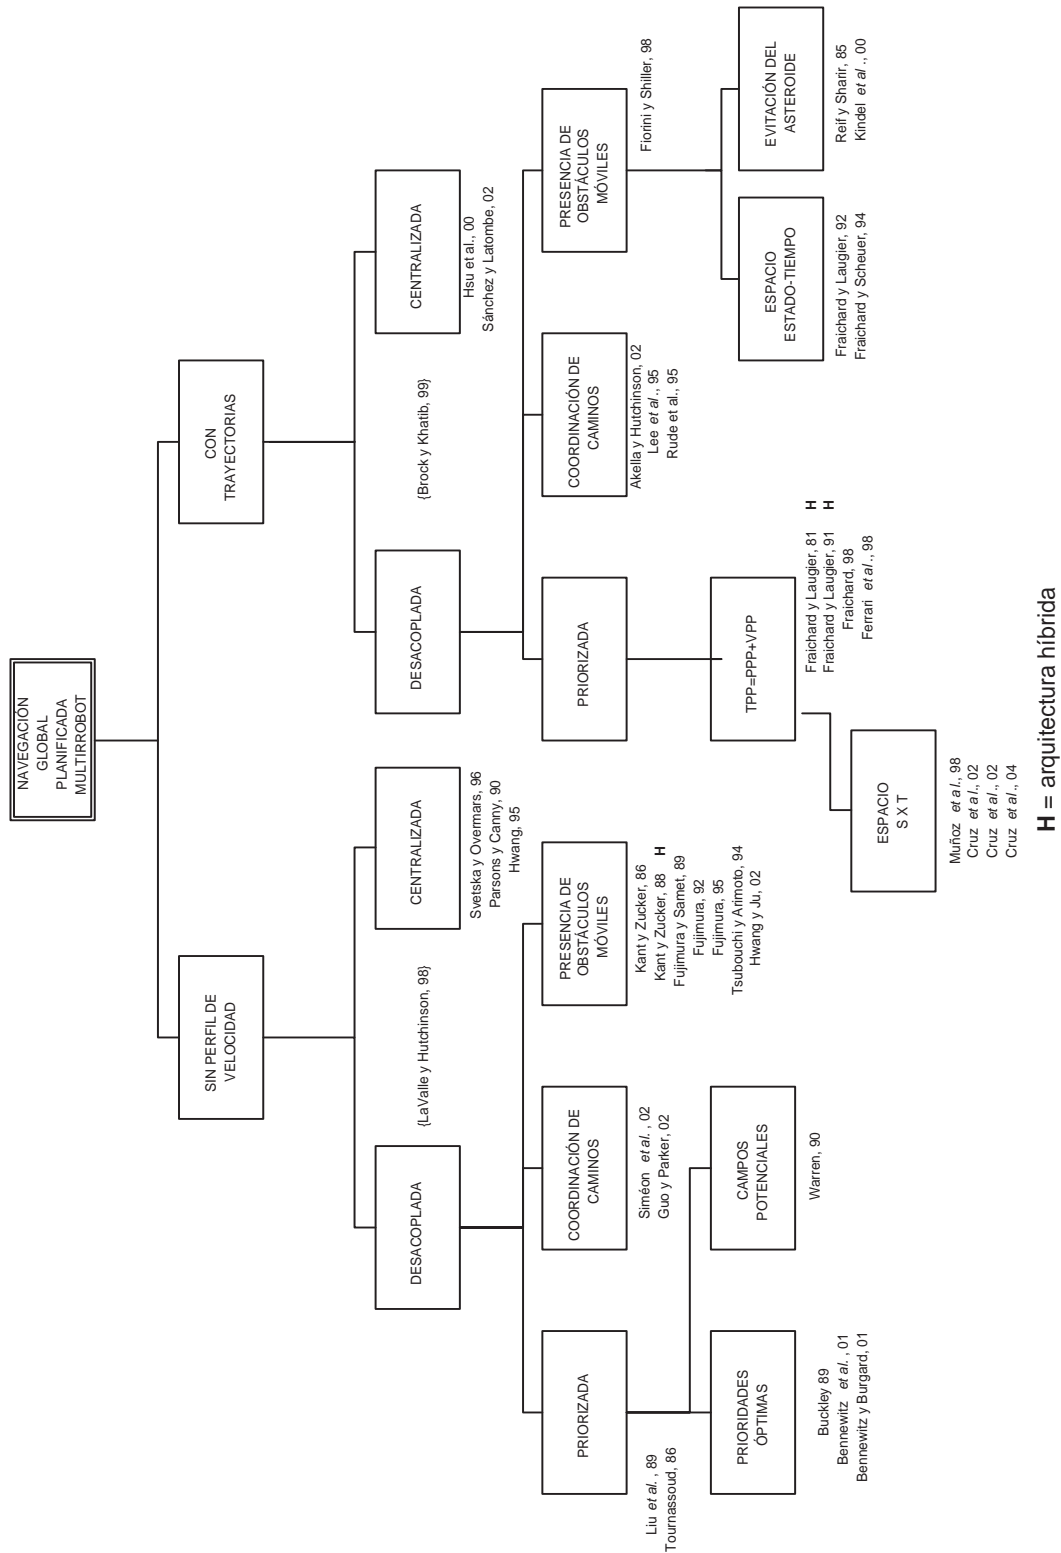 NAVEGACIÓN
GLOBAL
PLANIFICADA
MULTIRROBOT
SIN PERFIL DE
VELOCIDAD
CON
TRAYECTORIAS
DESACOPLADA
{LaValle y Hutchinson, 98}
CENTRALIZADA
Svetska y Overmars, 96
Parsons y Canny, 90
Hwang, 95
DESACOPLADA
{Brock y Khatib, 99}
CENTRALIZADA
Hsu et al., 00
Sánchez y Latombe, 02
PRIORIZADA
Liu et al., 89
Tournassoud, 86
COORDINACIÓN DE
CAMINOS
Siméon et al., 02
Guo y Parker, 02
PRESENCIA DE
OBSTÁCULOS
MÓVILES
Kant y Zucker, 86
Kant y Zucker, 88 H
Fujimura y Samet, 89
Fujimura, 92
Fujimura, 95
Tsubouchi y Arimoto, 94
Hwang y Ju, 02
PRIORIZADA
COORDINACIÓN DE
CAMINOS
Akella y Hutchinson, 02
Lee et al., 95
Rude et al., 95
PRESENCIA DE
OBSTÁCULOS
MÓVILES
Fiorini y Shiller, 98
PRIORIDADES
ÓPTIMAS
Buckley 89
Bennewitz et al., 01
Bennewitz y Burgard, 01
CAMPOS
POTENCIALES
Warren, 90
TPP=PPP+VPP
Fraichard y Laugier, 81 H
Fraichard y Laugier, 91 H
Fraichard, 98
Ferrari et al., 98
ESPACIO
ESTADO-TIEMPO
Fraichard y Laugier, 92
Fraichard y Scheuer, 94
EVITACIÓN DEL
ASTEROIDE
Reif y Sharir, 85
Kindel et al., 00
ESPACIO
S X T
Muñoz et al., 98
Cruz et al., 02
Cruz et al., 02
Cruz et al., 04
H = arquitectura híbrida